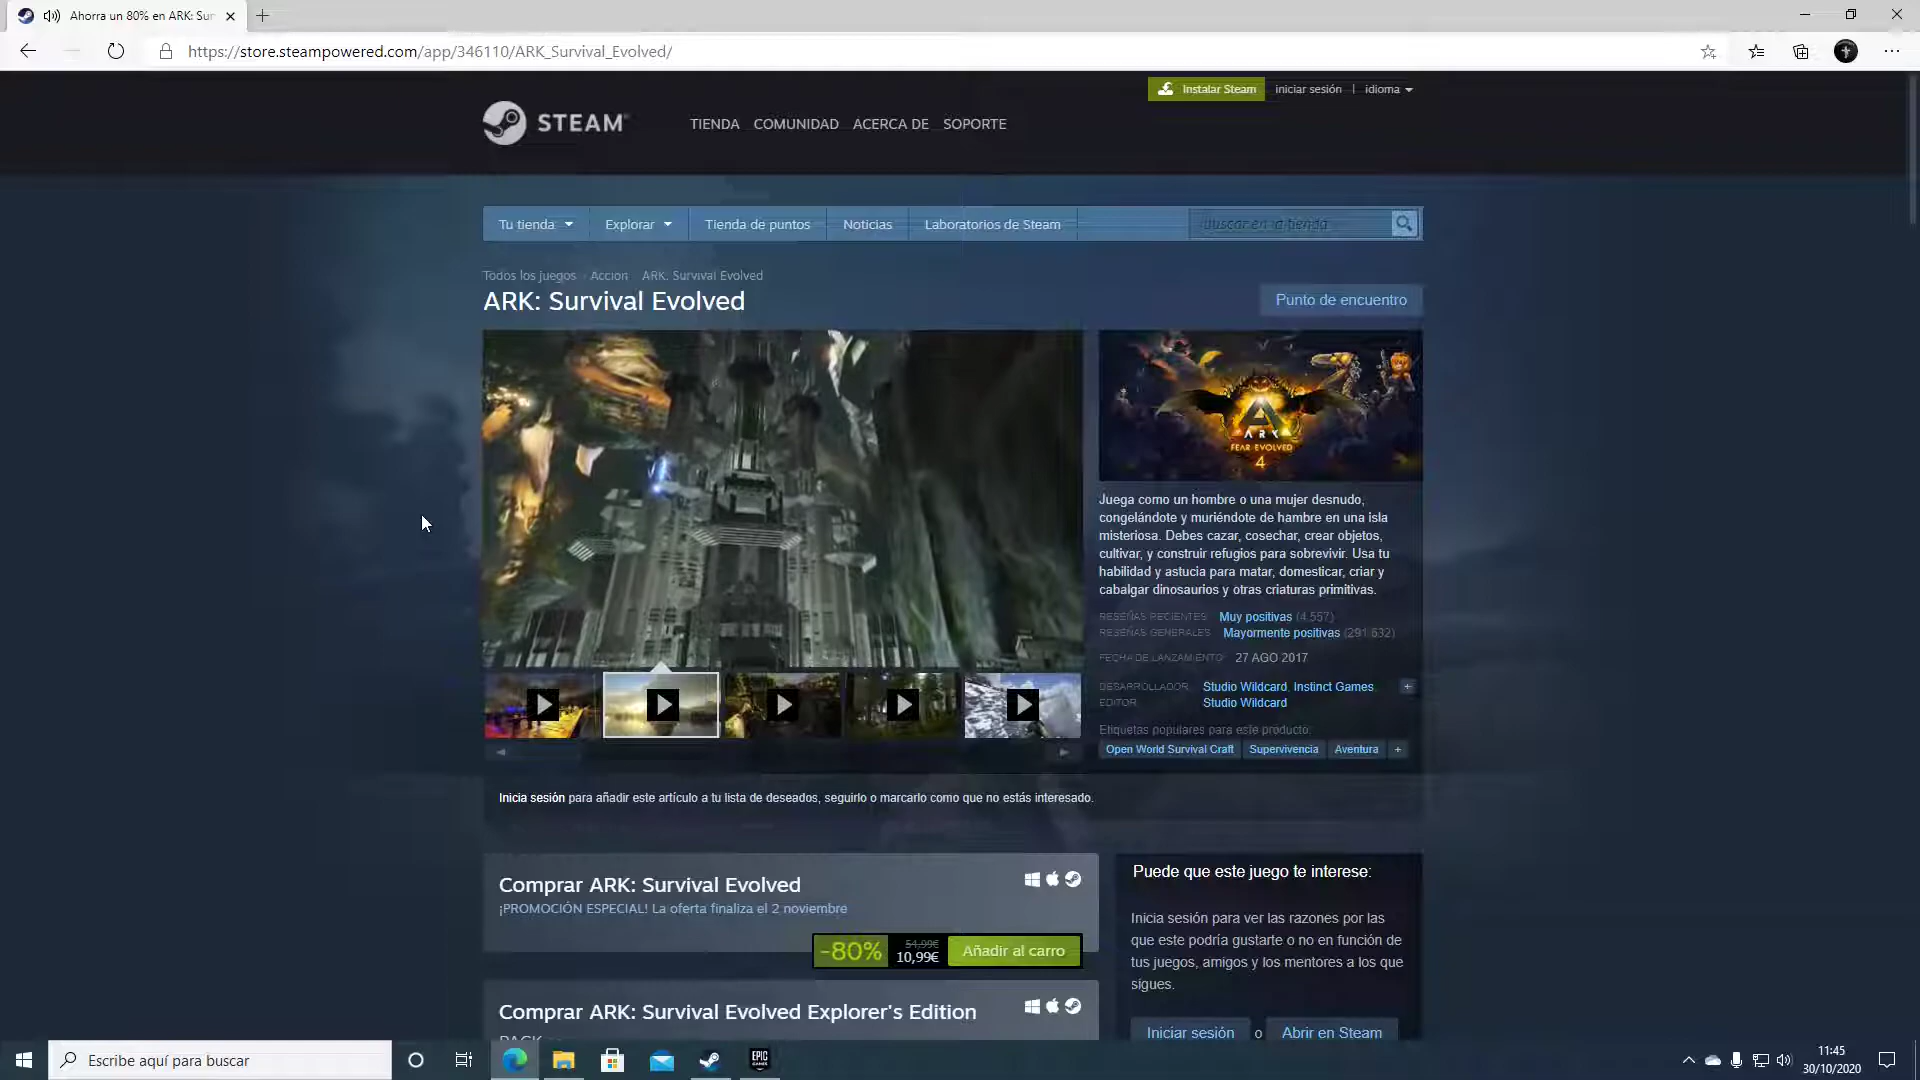 Ahorra un 80% en ARK: Sur
https://store.steampowered.com/app/346110/ARK_Survival_Evolved/
Instalar Steam
iniciar sesión | idioma
STEAM
TIENDA COMUNIDAD ACERCA DE SOPORTE
Tu tienda Explorar Tienda de puntos Noticias Laboratorios de Steam
buscar en la tienda
Todos los juegos Acción ARK: Survival Evolved
ARK: Survival Evolved
Punto de encuentro
ARK
FEAR EVOLVED
4
Juega como un hombre o una mujer desnudo,
congelándote y muriéndote de hambre en una isla
misteriosa. Debes cazar, cosechar, crear objetos,
cultivar, y construir refugios para sobrevivir. Usa tu
habilidad y astucia para matar, domesticar, criar y
cabalgar dinosaurios y otras criaturas primitivas.
RESEÑAS RECIENTES: Muy positivas (4,557)
RESEÑAS GENERALES: Mayormente positivas (291,632)
FECHA DE LANZAMIENTO: 27 AGO 2017
DESARROLLADOR: Studio Wildcard, Instinct Games +
EDITOR: Studio Wildcard
Etiquetas populares para este producto:
Open World Survival Craft Supervivencia Aventura +
Inicia sesión para añadir este artículo a tu lista de deseados, seguirlo o marcarlo como que no estás interesado.
Comprar ARK: Survival Evolved
¡PROMOCIÓN ESPECIAL! La oferta finaliza el 2 noviembre
-80% 54,99€ 10,99€ Añadir al carro
Comprar ARK: Survival Evolved Explorer's Edition
PACK
Puede que este juego te interese:
Inicia sesión para ver las razones por las
que este podría gustarte o no en función de
tus juegos, amigos y los mentores a los que
sigues.
Iniciar sesión o Abrir en Steam
Escribe aquí para buscar
EPIC
GAMES
11:45
30/10/2020